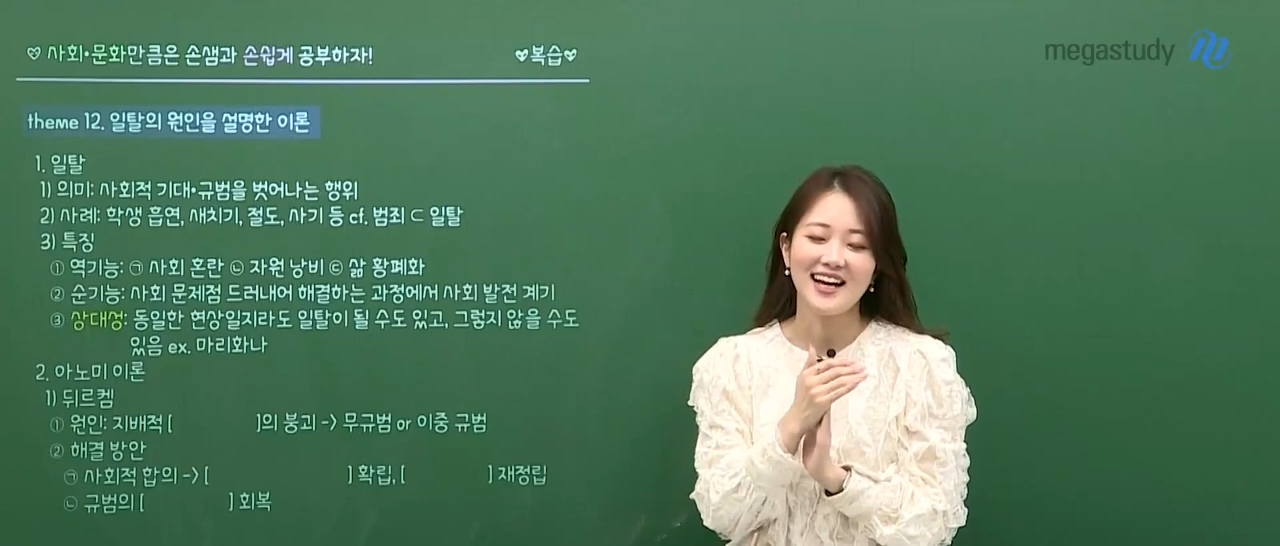 ♡ 사회•문화만큼은 손쌤과 손쉽게 공부하자!
♥복습♥
megastudy
theme 12. 일탈의 원인을 설명한 이론
1. 일탈
1) 의미: 사회적 기대•규범을 벗어나는 행위
2) 사례: 학생 흡연, 새치기, 절도, 사기 등 cf. 범죄 ⊂ 일탈
3) 특징
① 역기능: ㉠ 사회 혼란 ㉡ 자원 낭비 ㉢ 삶 황폐화
② 순기능: 사회 문제점 드러내어 해결하는 과정에서 사회 발전 계기
③ 상대성: 동일한 현상일지라도 일탈이 될 수도 있고, 그렇지 않을 수도
있음 ex. 마리화나
2. 아노미 이론
1) 뒤르켐
① 원인: 지배적 [ ]의 붕괴 -> 무규범 or 이중 규범
② 해결 방안
㉠ 사회적 합의 -> [ ] 확립, [ ] 재정립
㉡ 규범의 [ ] 회복